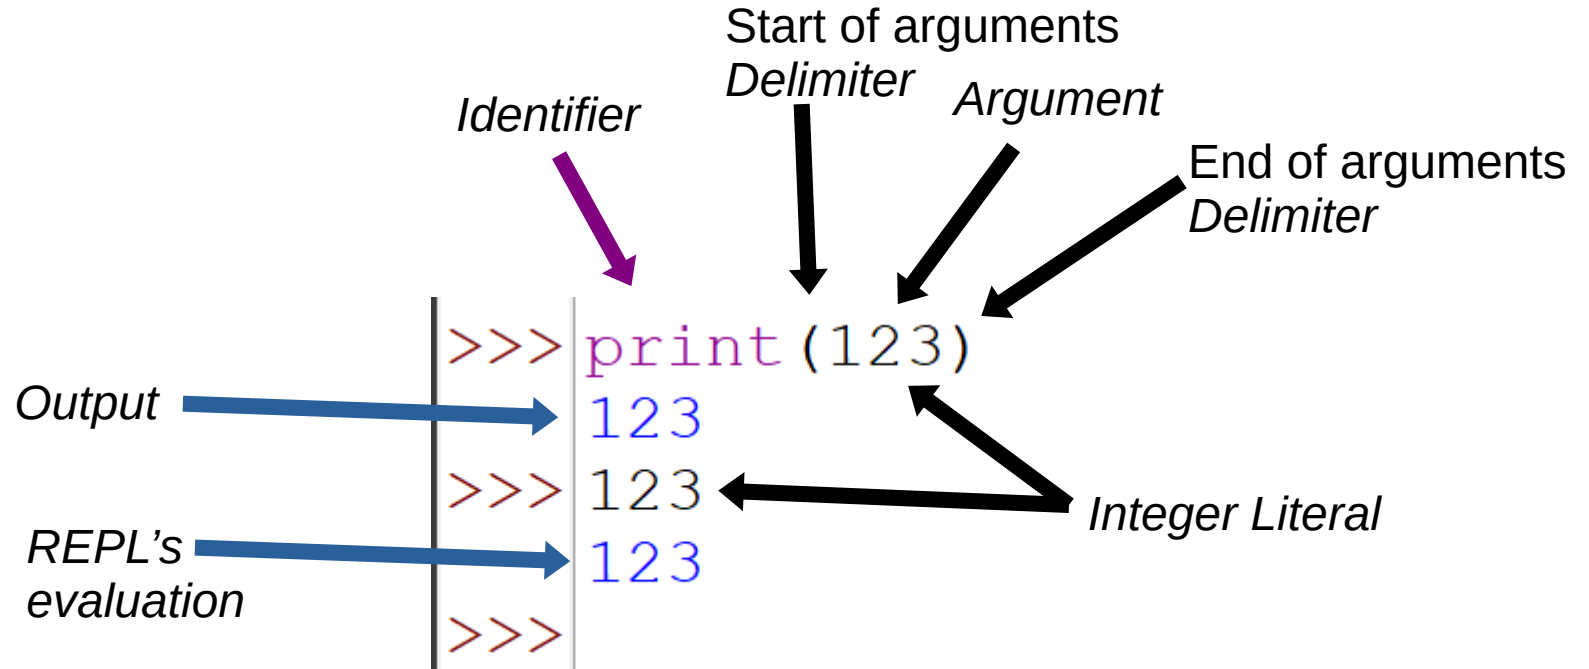 Start of arguments
Delimiter
Argument
Identifier
End of arguments
Delimiter
>>> print(123)
Output
123
>>> 123
Integer Literal
REPL’s
evaluation
123
>>>